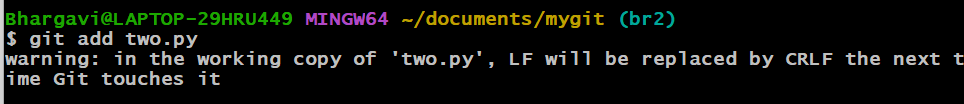 Bhargavi@LAPTOP-29HRU449 MINGW64 ~/documents/mygit (br2)
$ git add two.py
warning: in the working copy of 'two.py', LF will be replaced by CRLF the next t
ime Git touches it